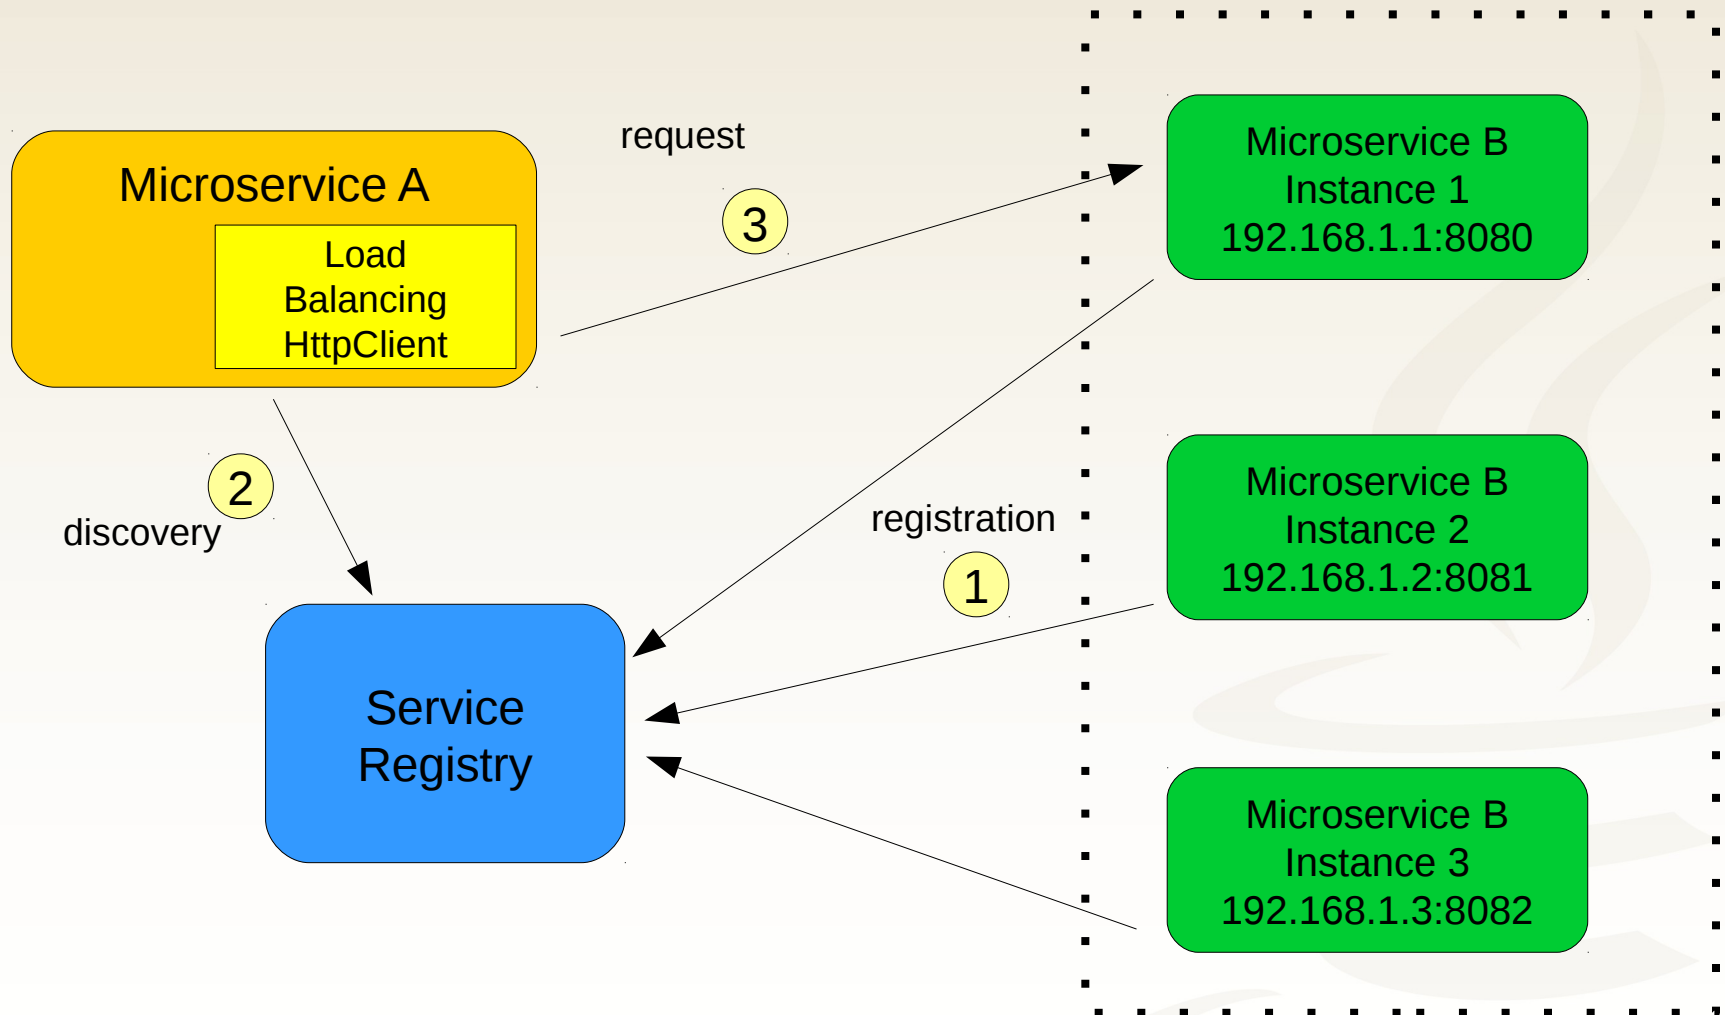 Microservice A
Load
Balancing
HttpClient
request
3
Microservice B
Instance 1
192.168.1.1:8080
2
discovery
registration
1
Microservice B
Instance 2
192.168.1.2:8081
Service
Registry
Microservice B
Instance 3
192.168.1.3:8082